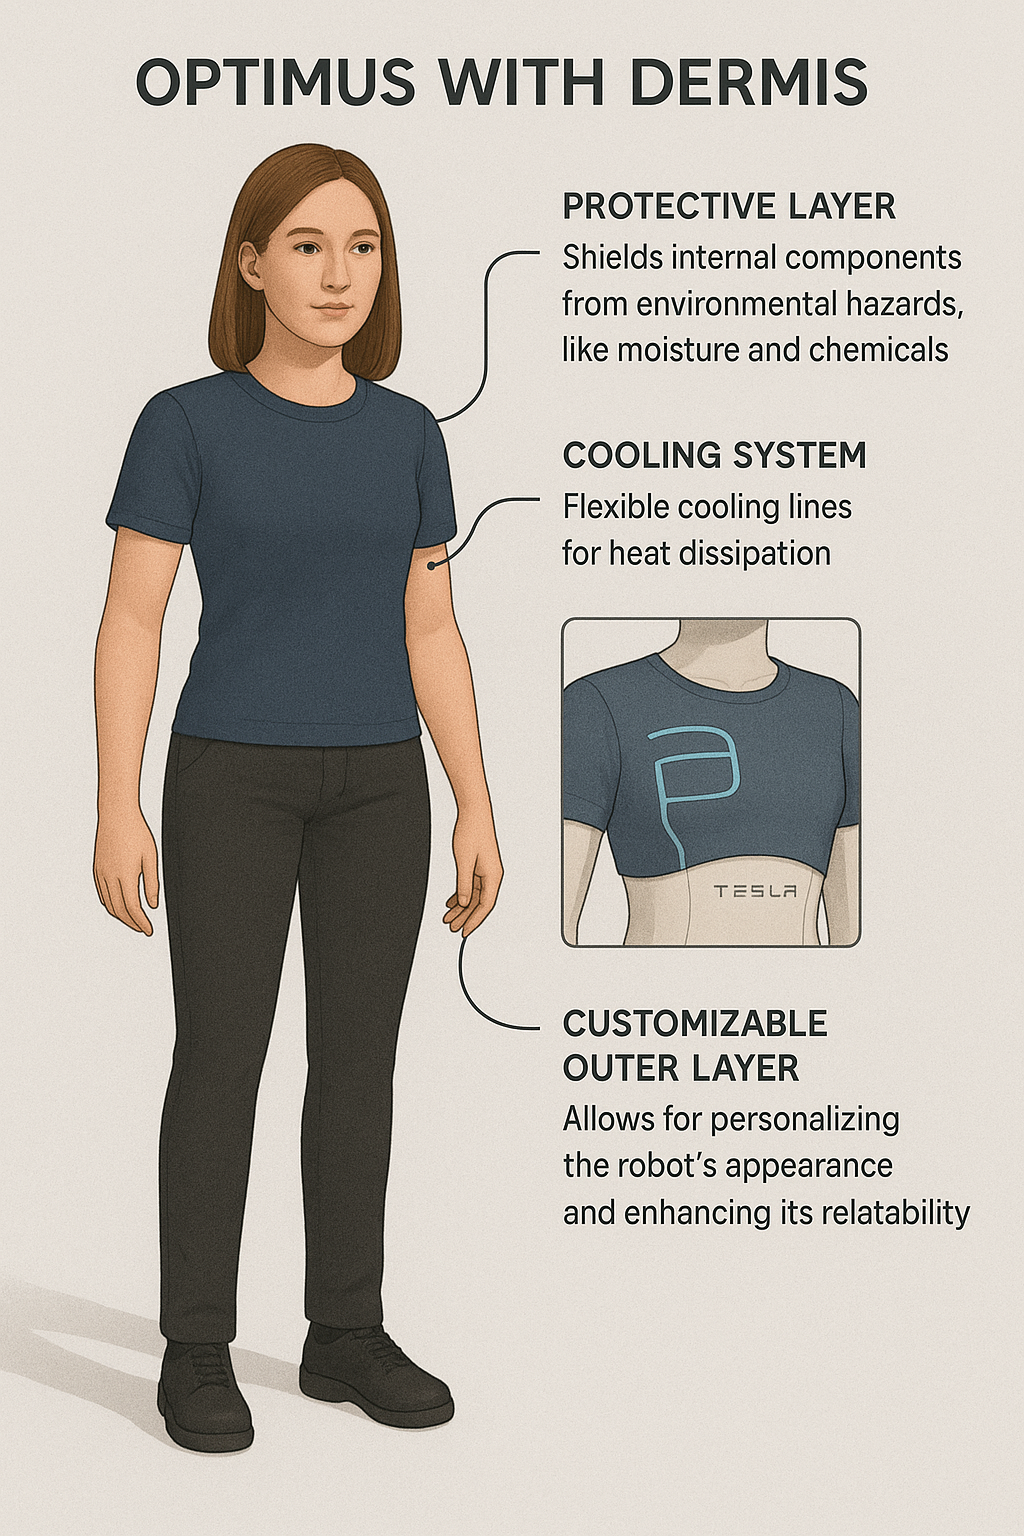 OPTIMUS WITH DERMIS
PROTECTIVE LAYER
Shields internal components
from environmental hazards,
like moisture and chemicals
COOLING SYSTEM
Flexible cooling lines
for heat dissipation
TESLA
CUSTOMIZABLE
OUTER LAYER
Allows for personalizing
the robot’s appearance
and enhancing its relatability